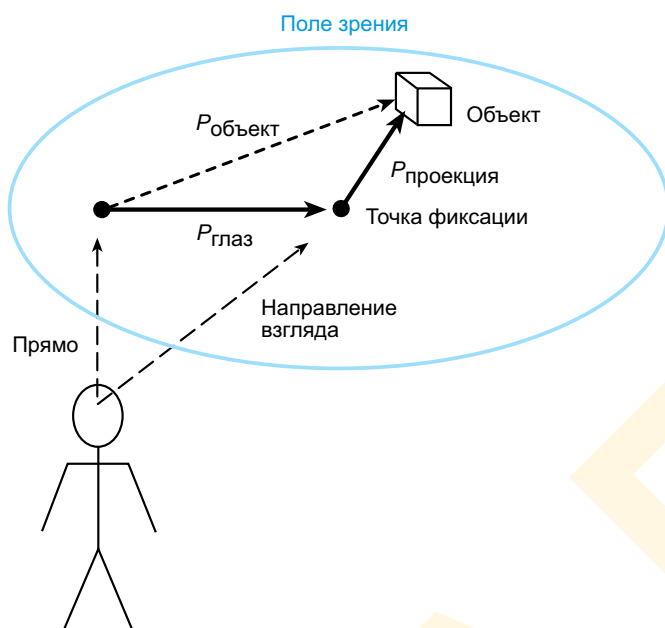 Поле зрения
Pобъект
Объект
Pпроекция
Точка фиксации
Pглаз
Направление
взгляда
Прямо